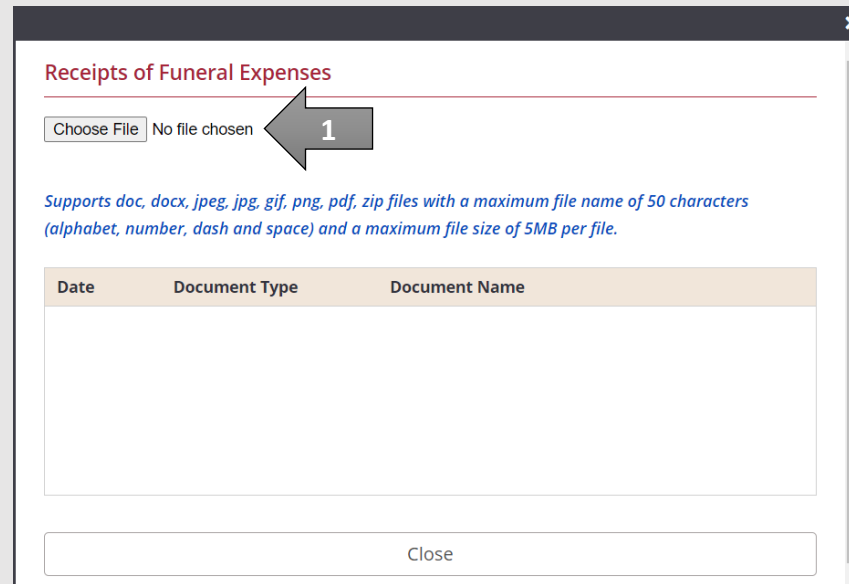 Receipts of Funeral Expenses
Choose File No file chosen
1
Supports doc, docx, jpeg, jpg, gif, png, pdf, zip files with a maximum file name of 50 characters
(alphabet, number, dash and space) and a maximum file size of 5MB per file.
Date Document Type Document Name
Close